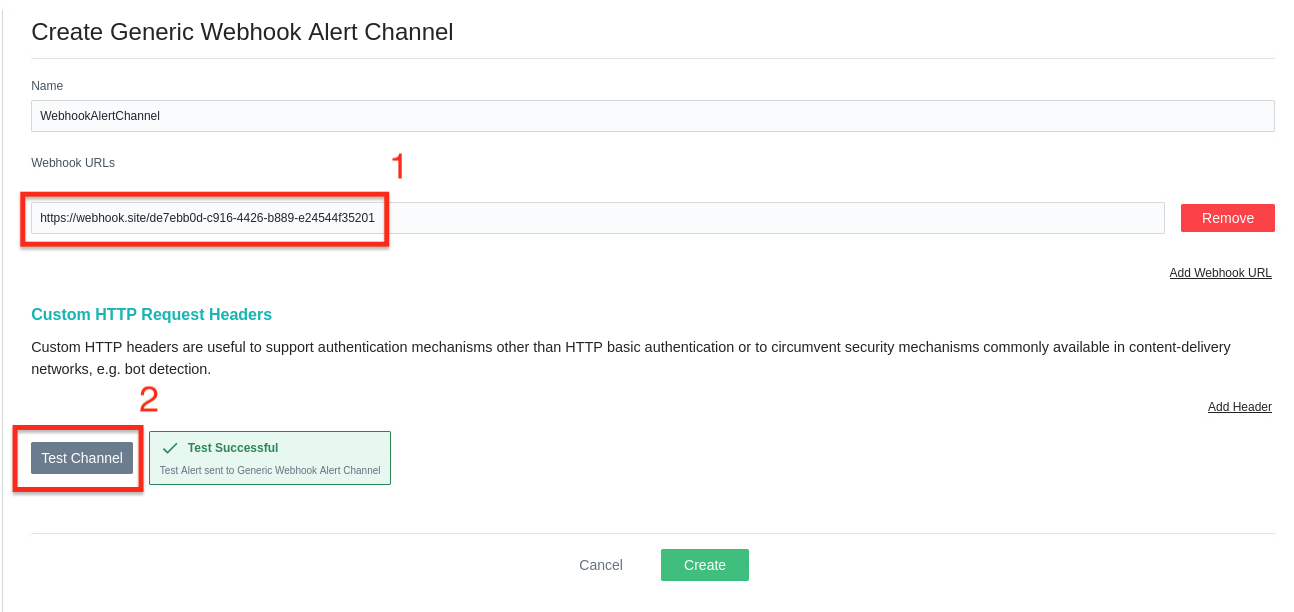 Create Generic Webhook Alert Channel
Name
WebhookAlertChannel
Webhook URLs
1
https://webhook.site/de7ebb0d-c916-4426-b889-e24544f35201
Remove
Add Webhook URL
Custom HTTP Request Headers
Custom HTTP headers are useful to support authentication mechanisms other than HTTP basic authentication or to circumvent security mechanisms commonly available in content-delivery
networks, e.g. bot detection.
2
Add Header
Test Channel
Test Successful
Test Alert sent to Generic Webhook Alert Channel
Cancel
Create